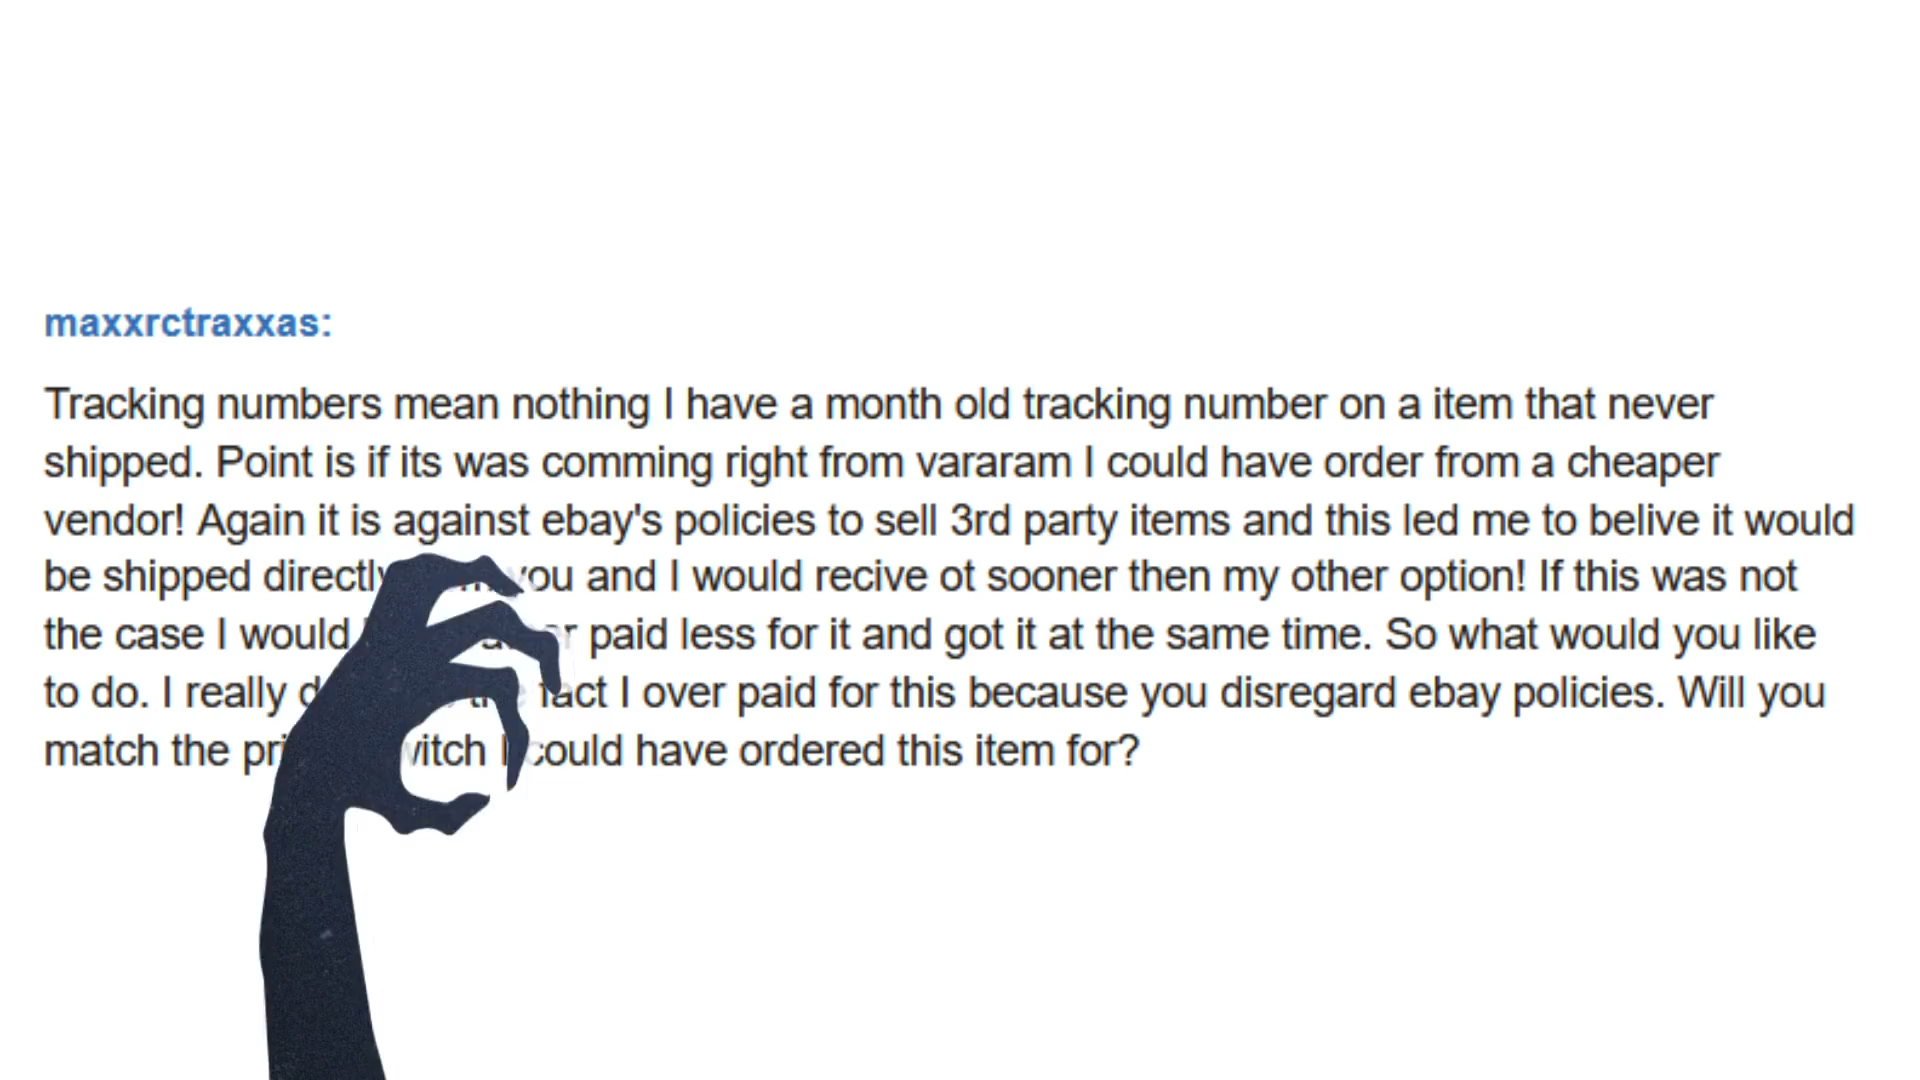 maxxrctraxxas:
Tracking numbers mean nothing I have a month old tracking number on a item that never
shipped. Point is if its was comming right from vararam I could have order from a cheaper
vendor! Again it is against ebay's policies to sell 3rd party items and this led me to belive it would
be shipped directly you and I would recive ot sooner then my other option! If this was not
the case I would paid less for it and got it at the same time. So what would you like
to do. I really fact I over paid for this because you disregard ebay policies. Will you
match the witch I could have ordered this item for?